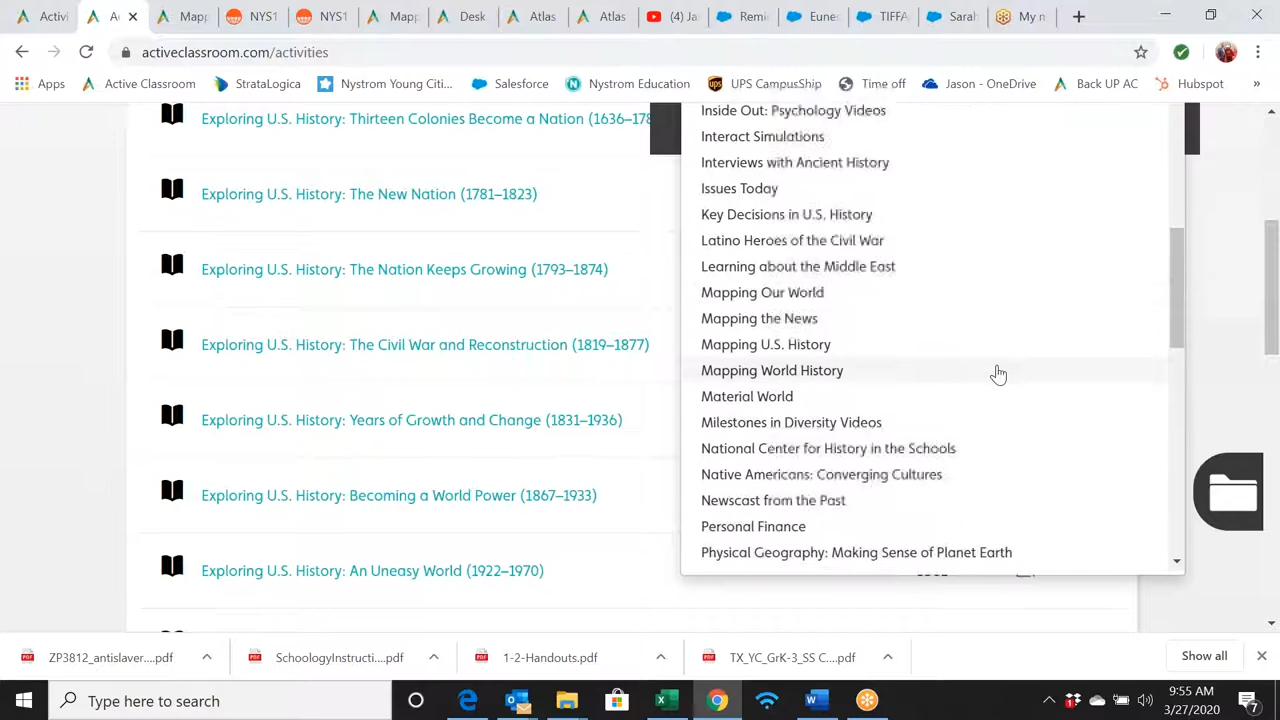 Activi
Ac
Mapp
NYS1
NYS1
Mapp
Desk
Atlas
Atlas
(4) Ja
Remi
Eune
TIFFA
Sarah
My n
activeclassroom.com/activities
Apps
Active Classroom
StrataLogica
Nystrom Young Citi...
Salesforce
Nystrom Education
UPS CampusShip
Time off
Jason - OneDrive
Back UP AC
Hubspot
»
Exploring U.S. History: Thirteen Colonies Become a Nation (1636–178
Exploring U.S. History: The New Nation (1781–1823)
Exploring U.S. History: The Nation Keeps Growing (1793–1874)
Exploring U.S. History: The Civil War and Reconstruction (1819–1877)
Exploring U.S. History: Years of Growth and Change (1831–1936)
Exploring U.S. History: Becoming a World Power (1867–1933)
Exploring U.S. History: An Uneasy World (1922–1970)
Inside Out: Psychology Videos
Interact Simulations
Interviews with Ancient History
Issues Today
Key Decisions in U.S. History
Latino Heroes of the Civil War
Learning about the Middle East
Mapping Our World
Mapping the News
Mapping U.S. History
Mapping World History
Material World
Milestones in Diversity Videos
National Center for History in the Schools
Native Americans: Converging Cultures
Newscast from the Past
Personal Finance
Physical Geography: Making Sense of Planet Earth
ZP3812_antislaver....pdf
SchoologyInstructi....pdf
1-2-Handouts.pdf
TX_YC_GrK-3_SS C....pdf
Show all
Type here to search
9:55 AM
3/27/2020
7